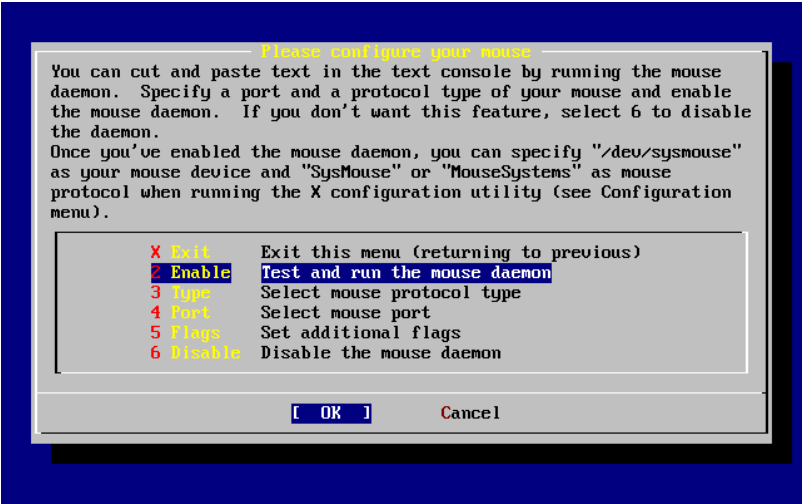 Please configure your mouse
You can cut and paste text in the text console by running the mouse
daemon.  Specify a port and a protocol type of your mouse and enable
the mouse daemon.  If you don't want this feature, select 6 to disable
the daemon.
Once you've enabled the mouse daemon, you can specify "/dev/sysmouse"
as your mouse device and "SysMouse" or "MouseSystems" as mouse
protocol when running the X configuration utility (see Configuration
menu).
X Exit Exit this menu (returning to previous)
2 Enable Test and run the mouse daemon
3 Type Select mouse protocol type
4 Port Select mouse port
5 Flags Set additional flags
6 Disable Disable the mouse daemon
[ OK ] Cancel